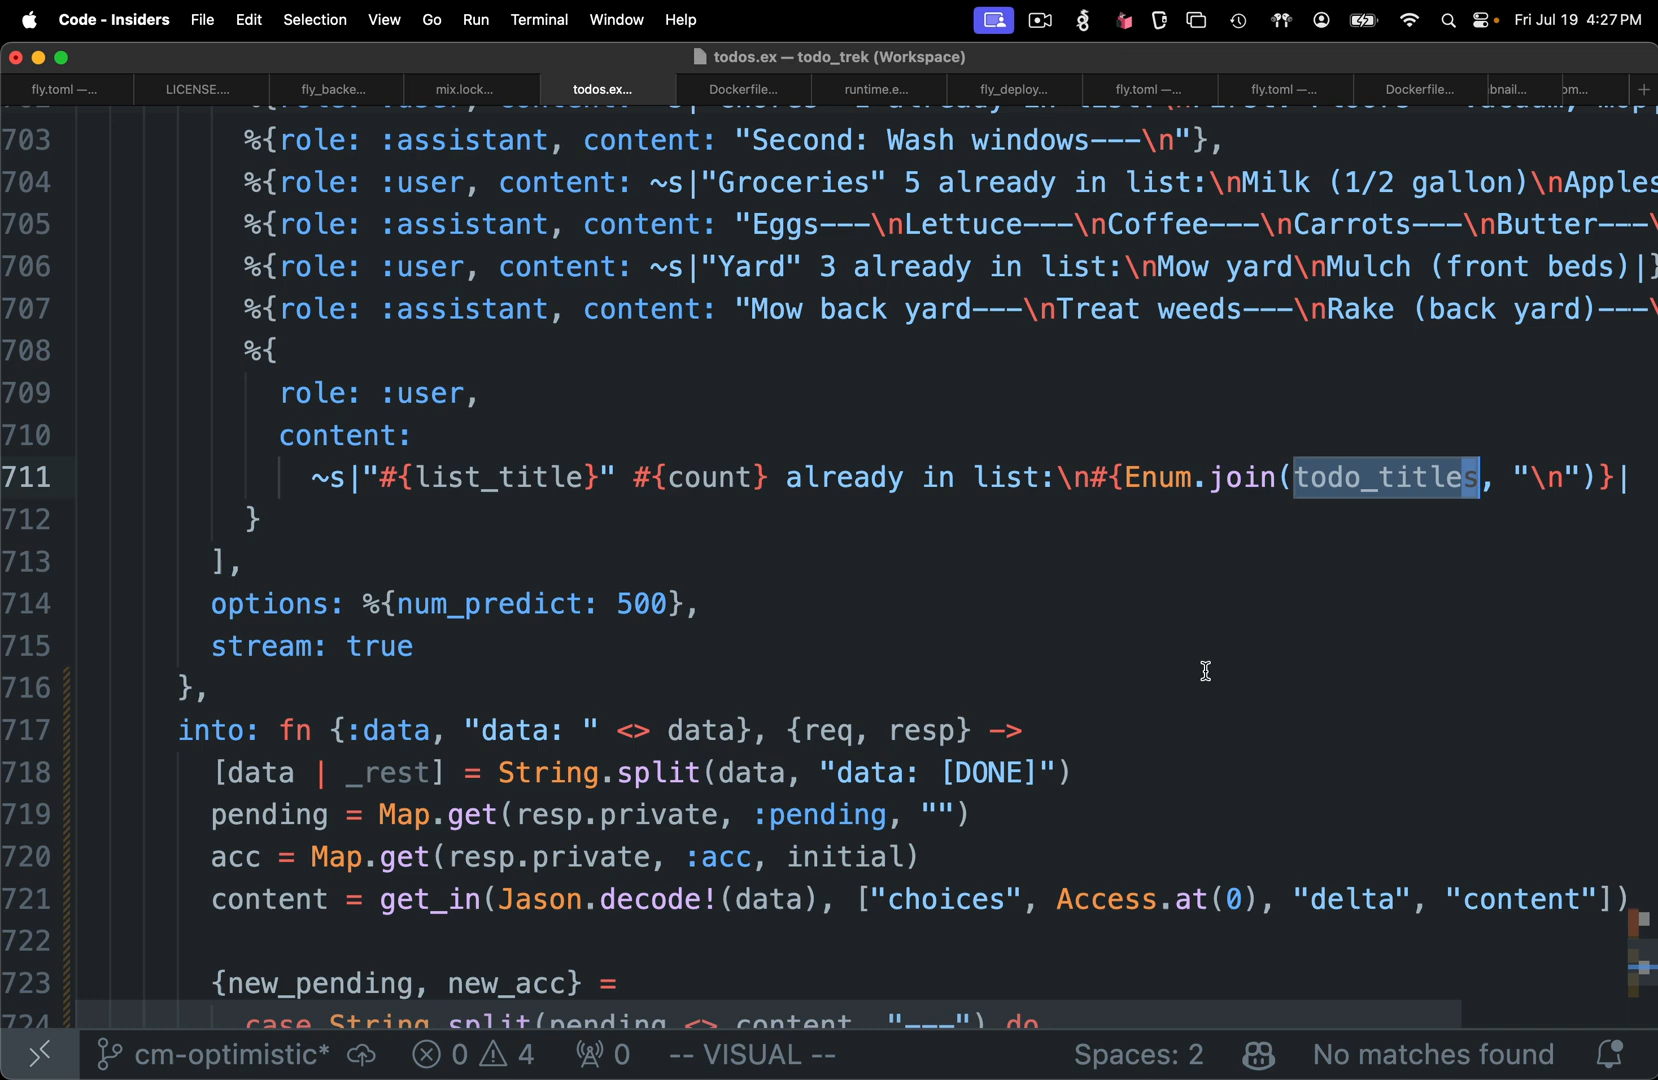 Code - Insiders File Edit Selection View Go Run Terminal Window Help Fri Jul 19 4:27 PM
todos.ex — todo_trek (Workspace)
fly.toml —... LICENSE.... fly_backe... mix.lock... todos.ex... Dockerfile... runtime.e... fly_deploy... fly.toml —... fly.toml —... Dockerfile... bnail... om... +
703 %{role: :assistant, content: "Second: Wash windows---\n"},
704 %{role: :user, content: ~s|"Groceries" 5 already in list:\nMilk (1/2 gallon)\nApples
705 %{role: :assistant, content: "Eggs---\nLettuce---\nCoffee---\nCarrots---\nButter---\
706 %{role: :user, content: ~s|"Yard" 3 already in list:\nMow yard\nMulch (front beds)|}
707 %{role: :assistant, content: "Mow back yard---\nTreat weeds---\nRake (back yard)---\
708 %{
709 role: :user,
710 content:
711 ~s|"#{list_title}" #{count} already in list:\n#{Enum.join(todo_titles, "\n")}|
712 }
713 ],
714 options: %{num_predict: 500},
715 stream: true
716 },
717 into: fn {:data, "data: " <> data}, {req, resp} ->
718 [data | _rest] = String.split(data, "data: [DONE]")
719 pending = Map.get(resp.private, :pending, "")
720 acc = Map.get(resp.private, :acc, initial)
721 content = get_in(Jason.decode!(data), ["choices", Access.at(0), "delta", "content"])
722
723 {new_pending, new_acc} =
724 case String.split(pending <> content, "---") do
cm-optimistic* 0 4 0 -- VISUAL -- Spaces: 2 No matches found